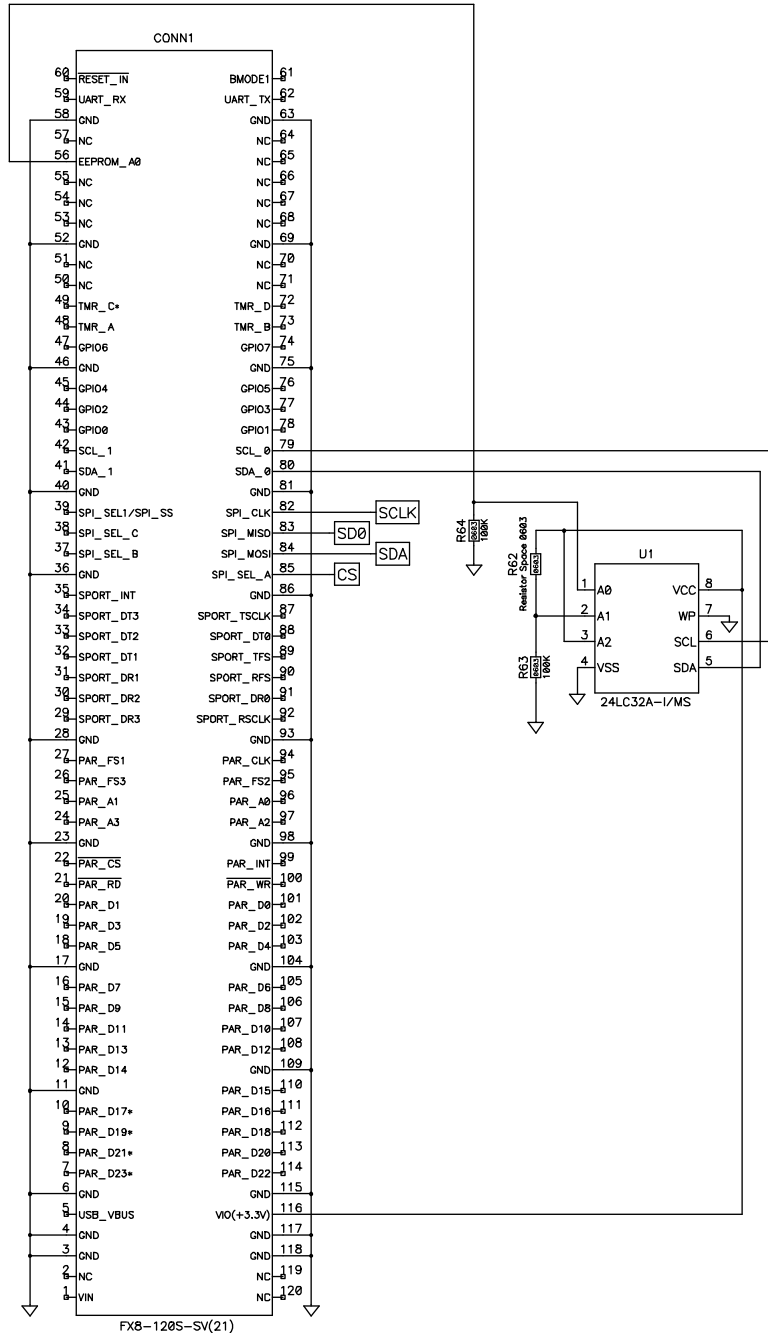 CONN1
60 RESET_IN BMODE1 61
59 UART_RX UART_TX 62
58 GND GND 63
57 NC NC 64
56 EEPROM_A0 NC 65
55 NC NC 66
54 NC NC 67
53 NC NC 68
52 GND GND 69
51 NC NC 70
50 NC NC 71
49 TMR_C* TMR_D 72
48 TMR_A TMR_B 73
47 GPIO6 GPIO7 74
46 GND GND 75
45 GPIO4 GPIO5 76
44 GPIO2 GPIO3 77
43 GPIO0 GPIO1 78
42 SCL_1 SCL_0 79
41 SDA_1 SDA_0 80
40 GND GND 81
39 SPI_SEL1/SPI_SS SPI_CLK 82 SCLK
38 SPI_SEL_C SPI_MISO 83 SD0
37 SPI_SEL_B SPI_MOSI 84 SDA
36 GND SPI_SEL_A 85 CS
35 SPORT_INT GND 86
34 SPORT_DT3 SPORT_TSCLK 87
33 SPORT_DT2 SPORT_DT0 88
32 SPORT_DT1 SPORT_TFS 89
31 SPORT_DR1 SPORT_RFS 90
30 SPORT_DR2 SPORT_DR0 91
29 SPORT_DR3 SPORT_RSCLK 92
28 GND GND 93
27 PAR_FS1 PAR_CLK 94
26 PAR_FS3 PAR_FS2 95
25 PAR_A1 PAR_A0 96
24 PAR_A3 PAR_A2 97
23 GND GND 98
22 PAR_CS PAR_INT 99
21 PAR_RD PAR_WR 100
20 PAR_D1 PAR_D0 101
19 PAR_D3 PAR_D2 102
18 PAR_D5 PAR_D4 103
17 GND GND 104
16 PAR_D7 PAR_D6 105
15 PAR_D9 PAR_D8 106
14 PAR_D11 PAR_D10 107
13 PAR_D13 PAR_D12 108
12 PAR_D14 GND 109
11 GND PAR_D15 110
10 PAR_D17* PAR_D16 111
9 PAR_D19* PAR_D18 112
8 PAR_D21* PAR_D20 113
7 PAR_D23* PAR_D22 114
6 GND GND 115
5 USB_VBUS VIO(+3.3V) 116
4 GND GND 117
3 GND GND 118
2 NC NC 119
1 VIN NC 120
FX8-120S-SV(21)
R64
0603
100K
R62
0603
Resistor Space 0603
R63
0603
100K
U1
1 A0 VCC 8
2 A1 WP 7
3 A2 SCL 6
4 VSS SDA 5
24LC32A-I/MS